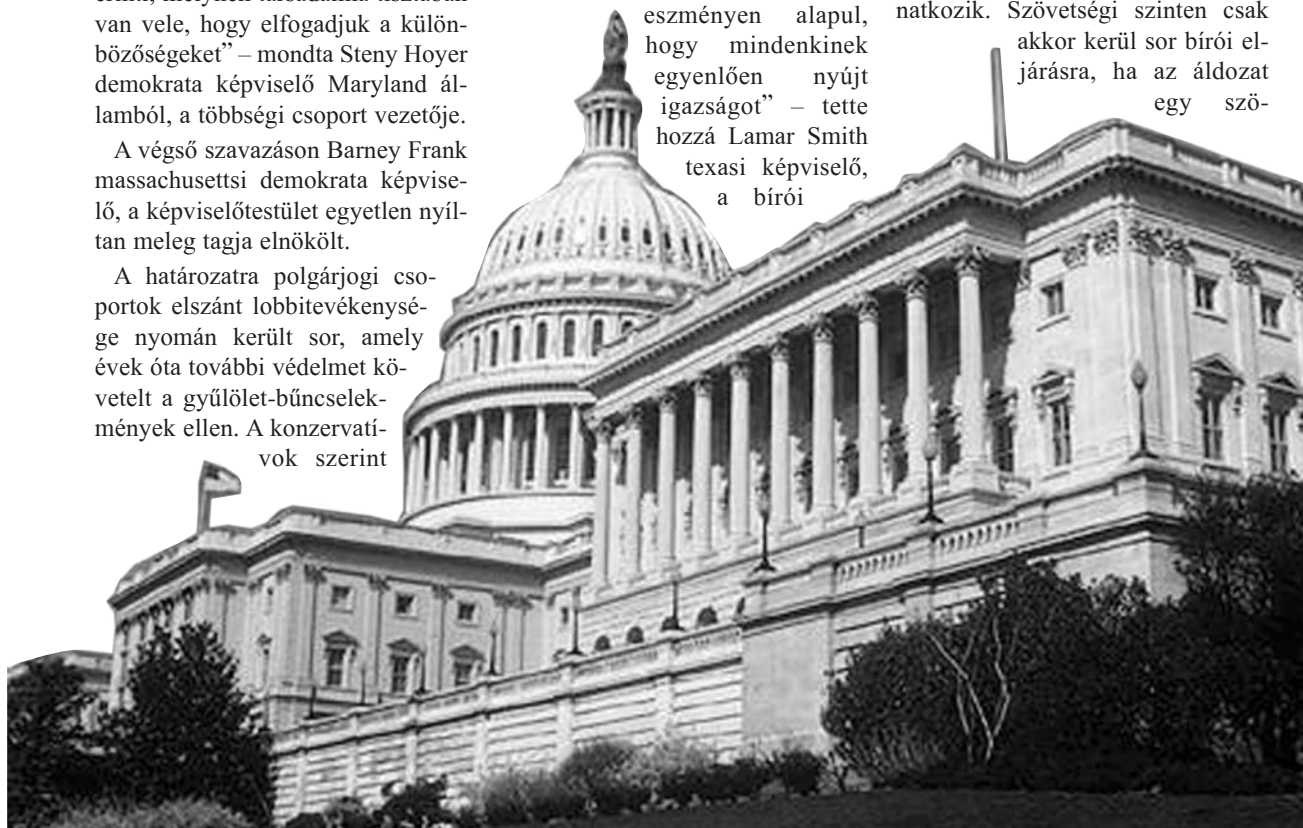 van vele, hogy elfogadjuk a külön-
bözőségeket” – mondta Steny Hoyer
demokrata képviselő Maryland ál-
lamból, a többségi csoport vezetője.
A végső szavazáson Barney Frank
massachusettsi demokrata képvise-
lő, a képviselőtestület egyetlen nyíl-
tan meleg tagja elnökölt.
A határozatra polgárjogi cso-
portok elszánt lobbitevékenysé-
ge nyomán került sor, amely
évek óta további védelmet kö-
vetelt a gyűlölet-bűncselek-
mények ellen. A konzervatí-
vok szerint
eszményen alapul,
hogy mindenkinek
egyenlően nyújt
igazságot” – tette
hozzá Lamar Smith
texasi képviselő,
a bírói
natkozik. Szövetségi szinten csak
akkor kerül sor bírói el-
járásra, ha az áldozat
egy szö-